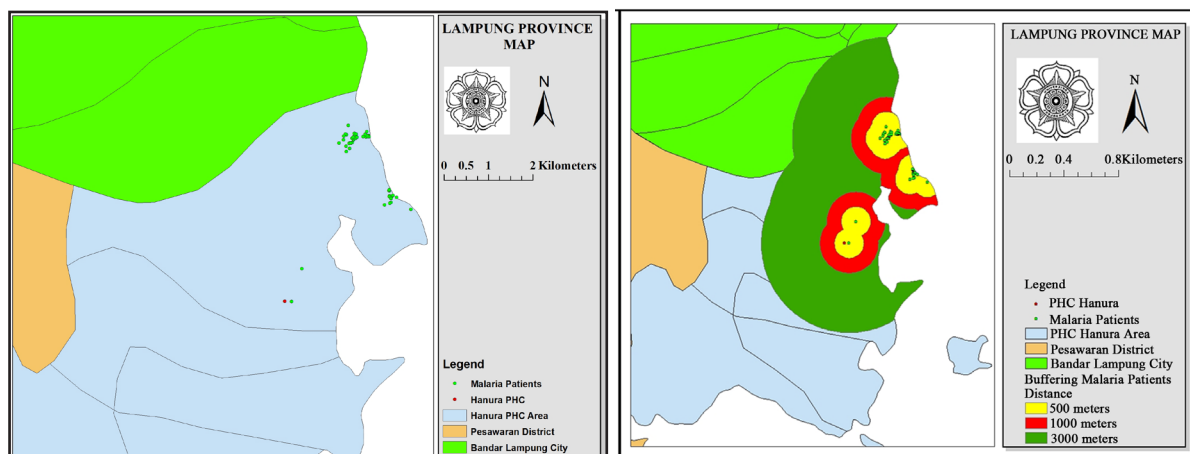 LAMPUNG PROVINCE
MAP
N
0 0.5 1 2 Kilometers
Legend
Malaria Patients
Hanura PHC
Hanura PHC Area
Pesawaran District
Bandar Lampung City
LAMPUNG PROVINCE MAP
N
0 0.2 0.4 0.8Kilometers
Legend
PHC Hanura
Malaria Patients
PHC Hanura Area
Pesawaran District
Bandar Lampung City
Buffering Malaria Patients
Distance
500 meters
1000 meters
3000 meters